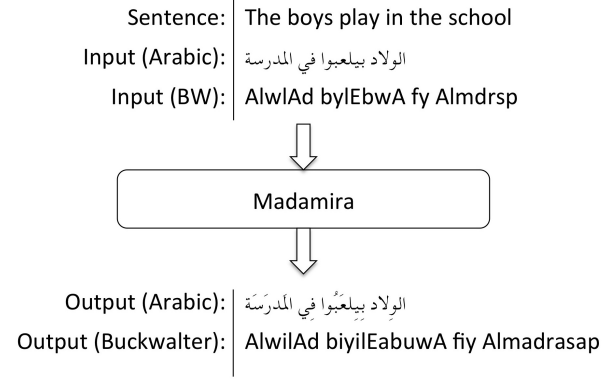 Sentence: The boys play in the school
Input (Arabic): الولاد بيلعبوا في المدرسة
Input (BW): AlwlAd bylEbwA fy Almdrsp
Madamira
Output (Arabic): الوِلاد بِيِلعَبُوا فِي المَدرَسَة
Output (Buckwalter): AlwilAd biyilEabuwA fiy Almadrasap